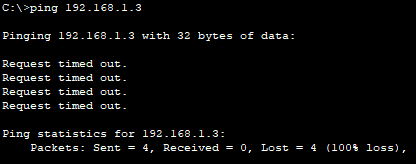 C:\>ping 192.168.1.3
Pinging 192.168.1.3 with 32 bytes of data:
Request timed out.
Request timed out.
Request timed out.
Request timed out.
Ping statistics for 192.168.1.3:
Packets: Sent = 4, Received = 0, Lost = 4 (100% loss),